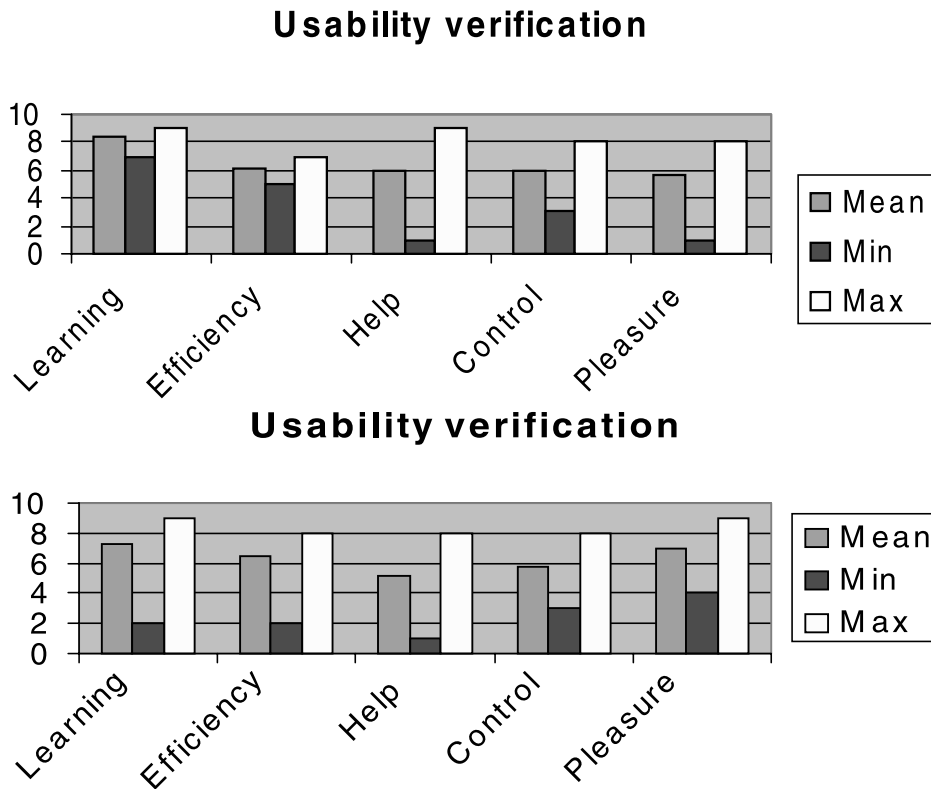 Usability verification
10
8
6
4
2
0
Learning
Efficiency
Help
Control
Pleasure
Mean
Min
Max
Usability verification
10
8
6
4
2
0
Learning
Efficiency
Help
Control
Pleasure
Mean
Min
Max